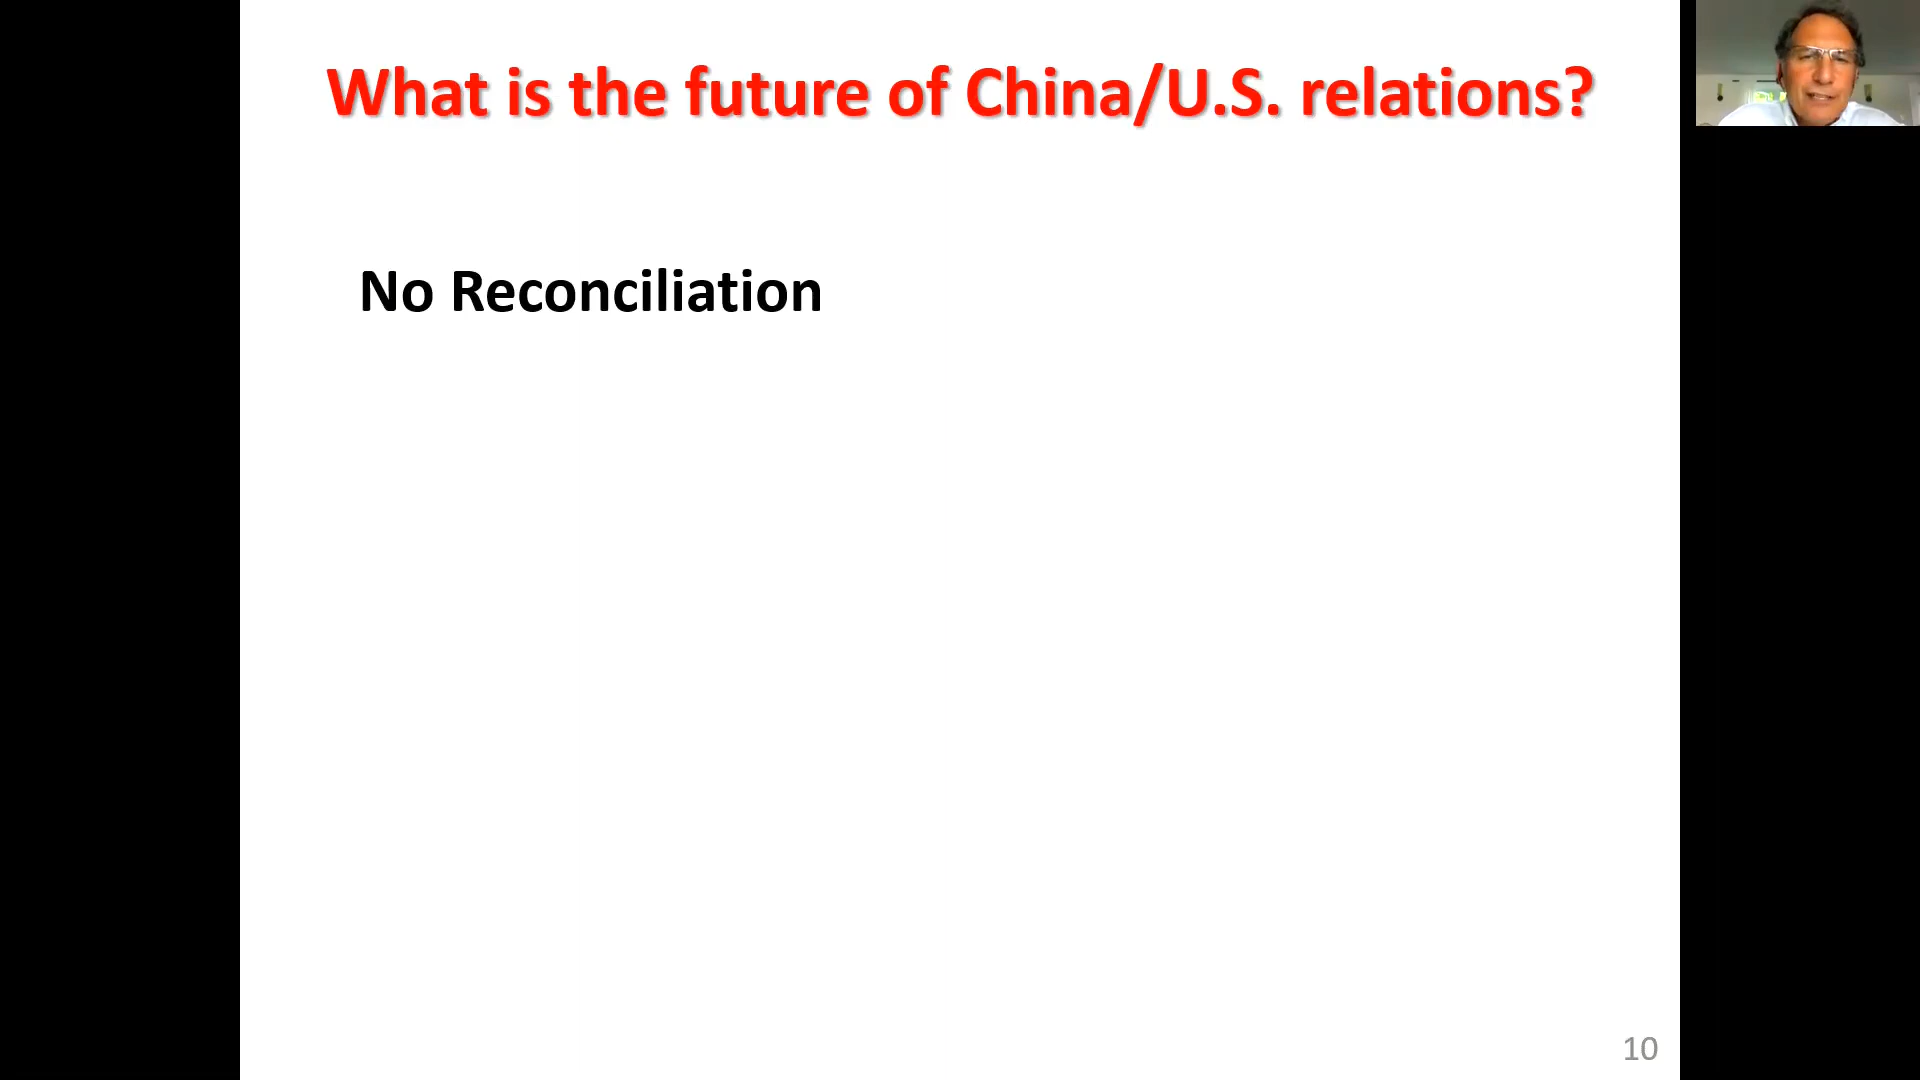 What is the future of China/U.S. relations?
No Reconciliation
10